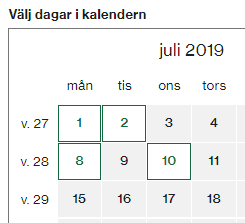 Välj dagar i kalendern
juli 2019
mån tis ons tors
v. 27 1 2 3 4
v. 28 8 9 10 11
v. 29 15 16 17 18